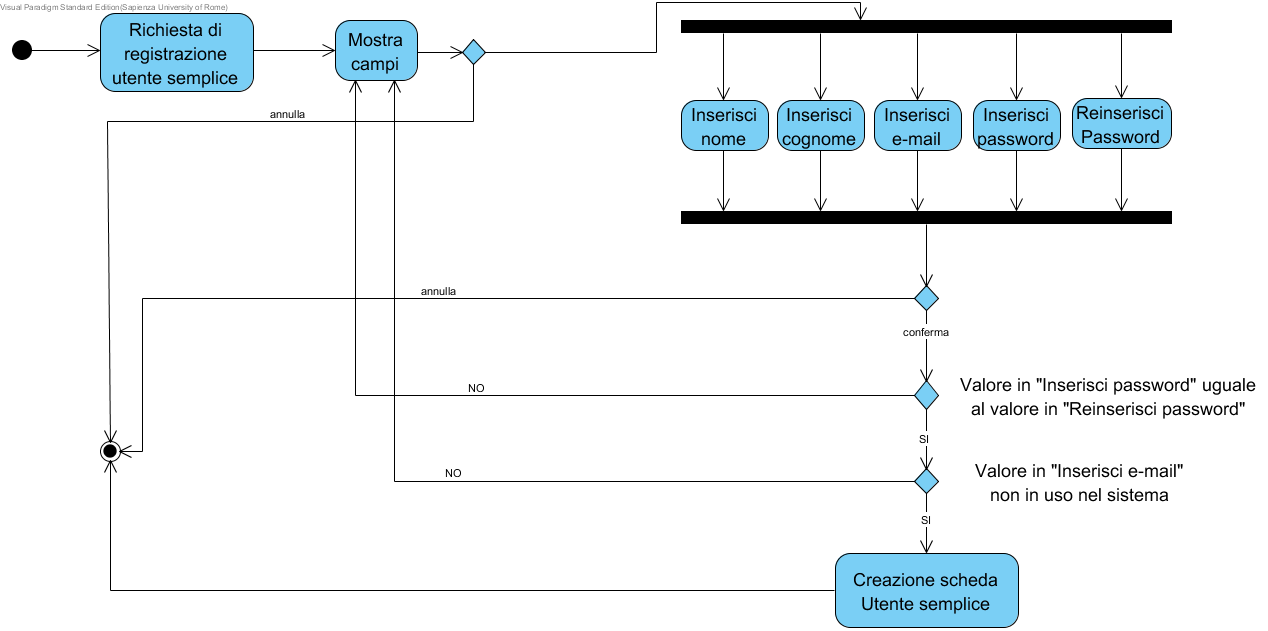 Visual Paradigm Standard Edition(Sapienza University of Rome)
Richiesta di
registrazione
utente semplice
Mostra
campi
annulla
Inserisci
nome
Inserisci
cognome
Inserisci
e-mail
Inserisci
password
Reinserisci
Password
annulla
conferma
NO
Valore in "Inserisci password" uguale
al valore in "Reinserisci password"
SI
NO
Valore in "Inserisci e-mail"
non in uso nel sistema
SI
Creazione scheda
Utente semplice